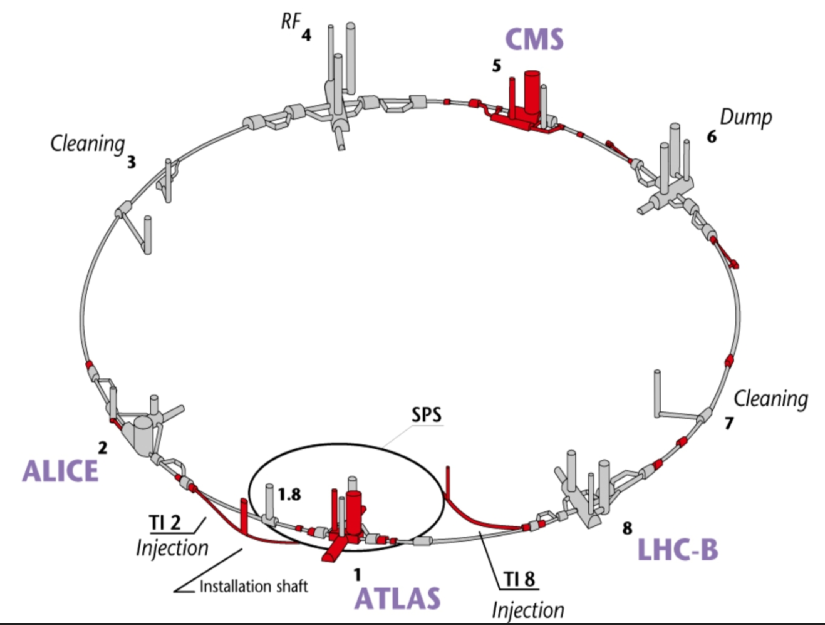 RF
4
CMS
5
Dump
6
Cleaning
3
SPS
Cleaning
7
ALICE
2
1.8
TI 2
Injection
Installation shaft
1
ATLAS
TI 8
Injection
8
LHC-B